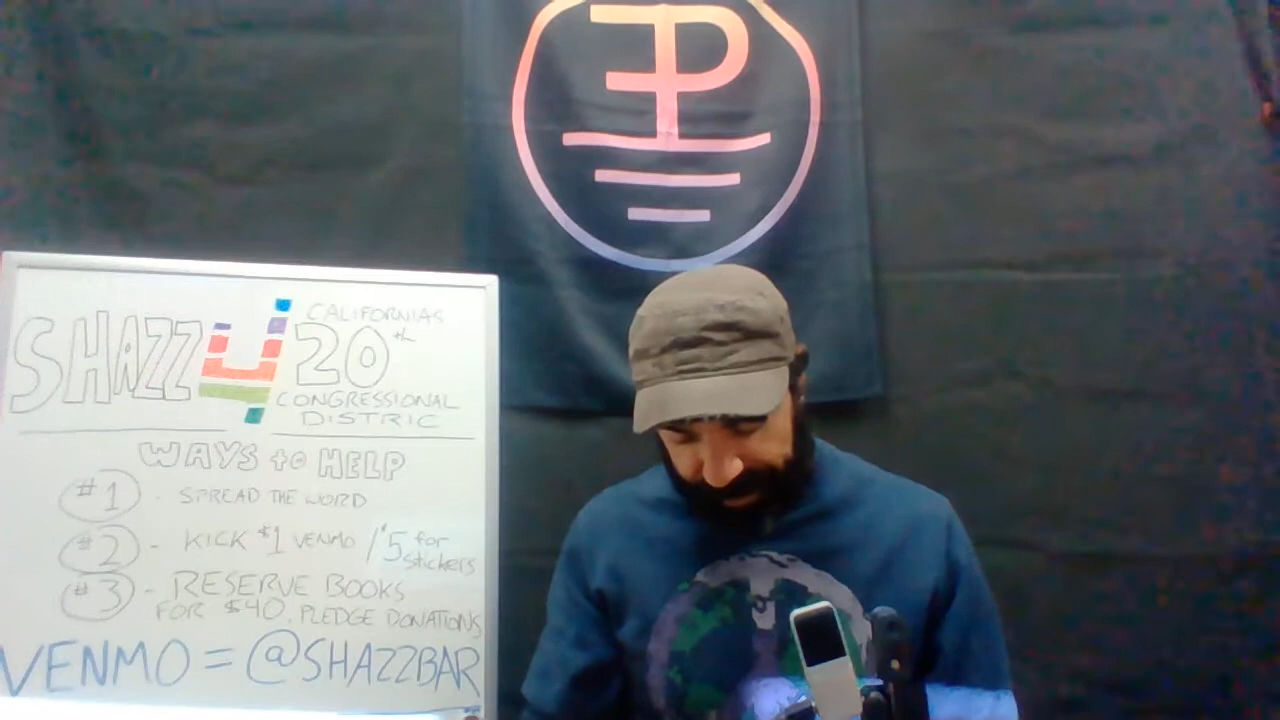 SHAZZY
CALIFORNIAS
20th
CONGRESSIONAL
DISTRIC
WAYS to HELP
#1 - SPREAD THE WORD
#2 - KICK $1 VENMO / $5 for stickers
#3 - RESERVE BOOKS
FOR $40. PLEDGE DONATIONS
VENMO = @SHAZZBAR